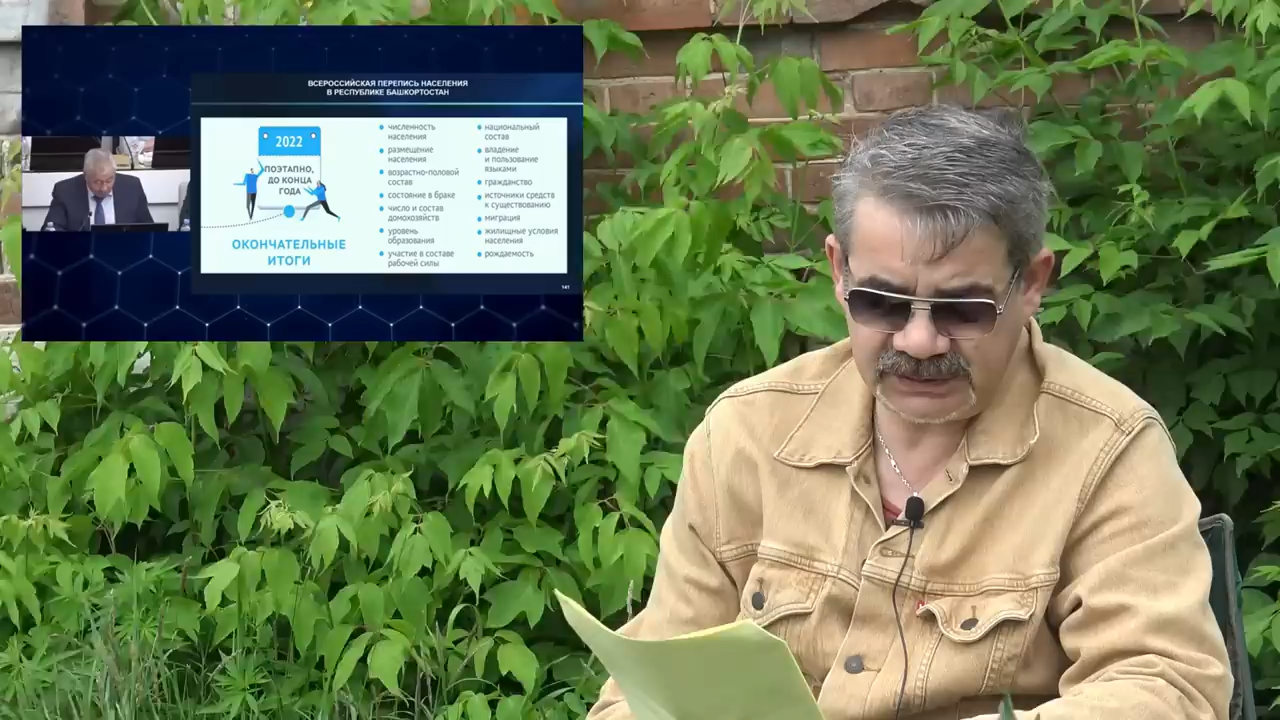 ВСЕРОССИЙСКАЯ ПЕРЕПИСЬ НАСЕЛЕНИЯ
В РЕСПУБЛИКЕ БАШКОРТОСТАН
2022
ПОЭТАПНО,
ДО КОНЦА
ГОДА
ОКОНЧАТЕЛЬНЫЕ
ИТОГИ
численность
населения
размещение
населения
возрастно-половой
состав
состояние в браке
число и состав
домохозяйств
уровень
образования
участие в составе
рабочей силы
национальный
состав
владение
и пользование
языками
гражданство
источники средств
к существованию
миграция
жилищные условия
населения
рождаемость
141